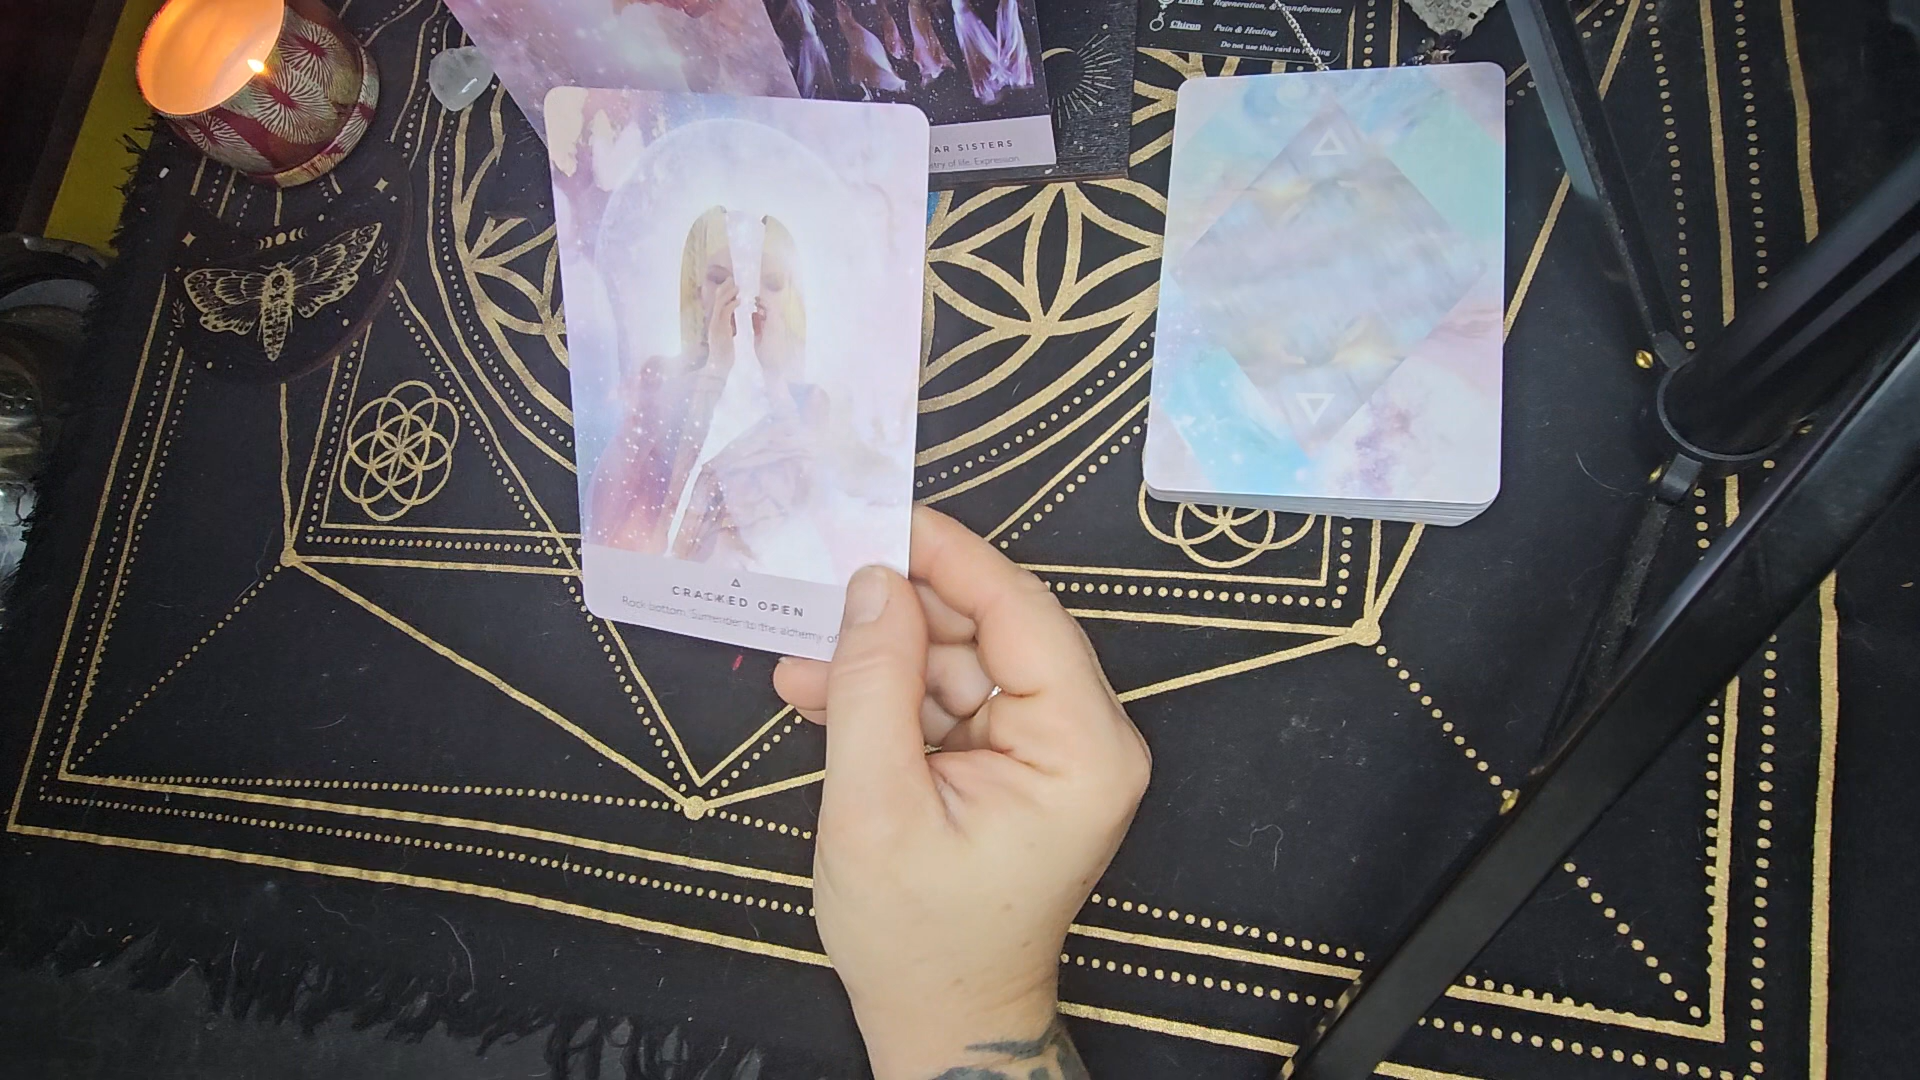 Regeneration, & Transformation
Chiron Pain & Healing
Do not use this card in reading
AR SISTERS
etry of life. Expression
CRACKED OPEN
Rock bottom. Surrender to the alchemy of